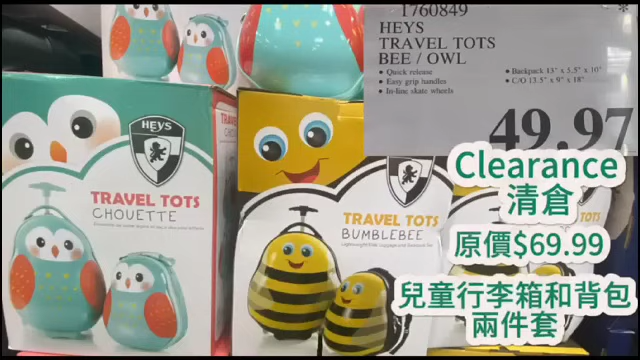 1760849 *
HEYS
TRAVEL TOTS
BEE / OWL
• Quick release
• Easy grip handles
• In-line skate wheels
• Backpack 13" x 5.5" x 10"
• C/O 13.5" x 9" x 18"
49.97
Clearance
清倉
原價$69.99
兒童行李箱和背包
兩件套
HEYS
TRAVEL TOTS
CHOUETTE
TRAVEL TOTS
BUMBLEBEE
TOTS